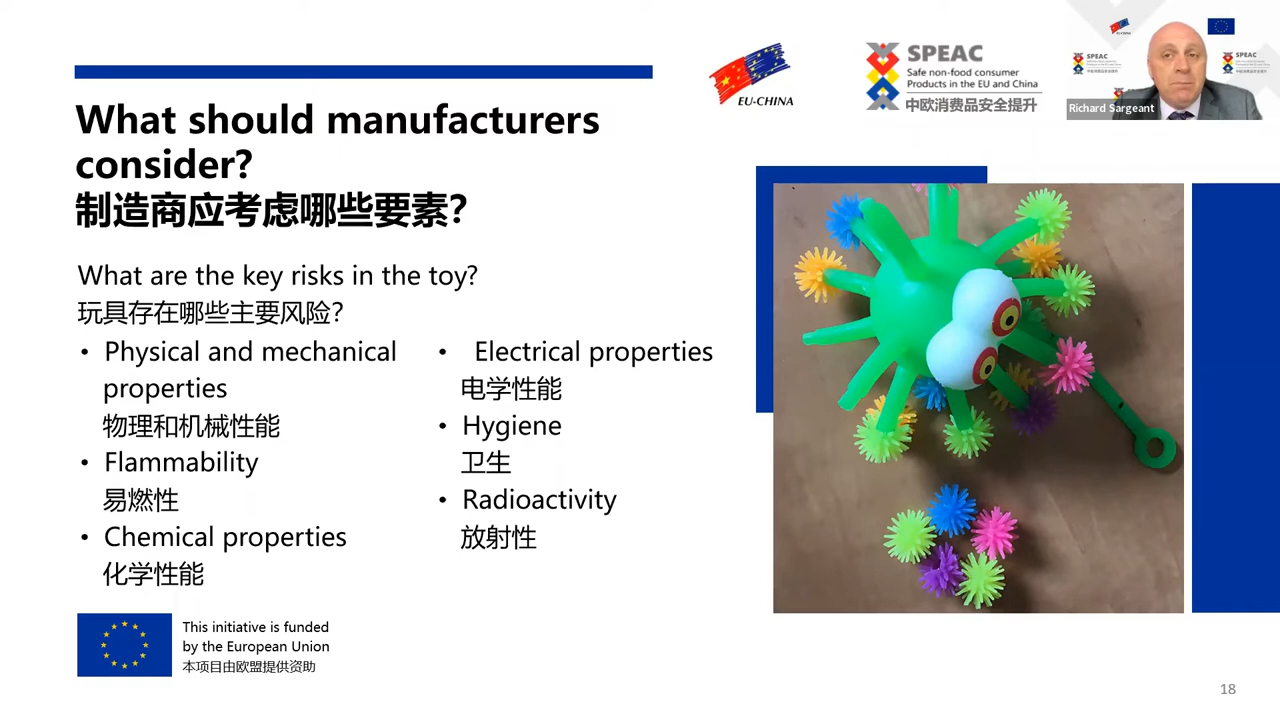 What should manufacturers
consider?
制造商应考虑哪些要素?
What are the key risks in the toy?
玩具存在哪些主要风险?
• Physical and mechanical
properties
物理和机械性能
• Flammability
易燃性
• Chemical properties
化学性能
• Electrical properties
电学性能
• Hygiene
卫生
• Radioactivity
放射性
This initiative is funded
by the European Union
本项目由欧盟提供资助
EU-CHINA
SPEAC
Safe non-food consumer
Products in the EU and China
中欧消费品安全提升
SPEAC
SPEAC
Richard Sargeant
18